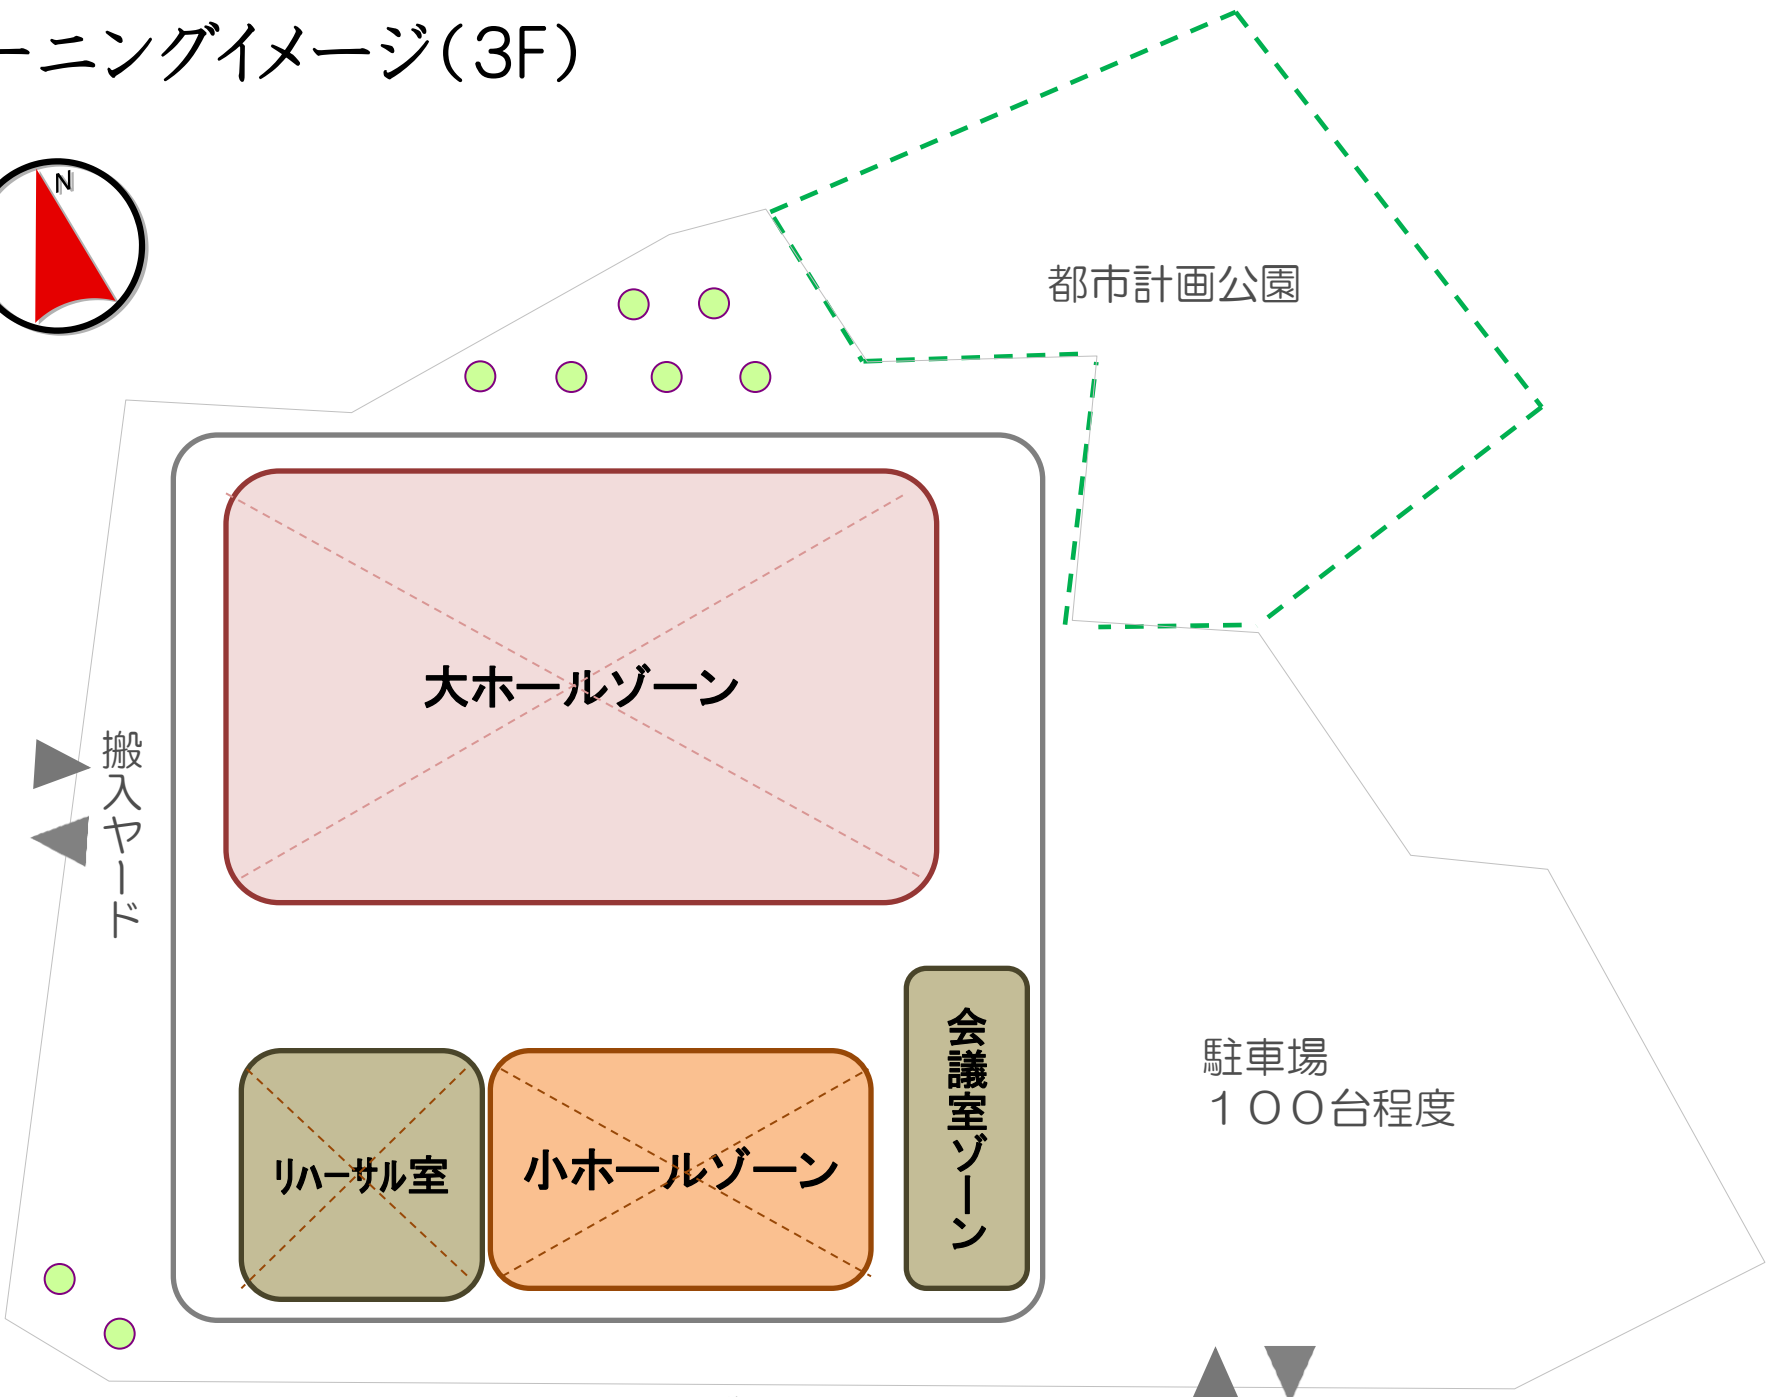 ーニングイメージ（3F）
N
都市計画公園
大ホールゾーン
搬入ヤード
会議室ゾーン
駐車場
１００台程度
リハーサル室
小ホールゾーン